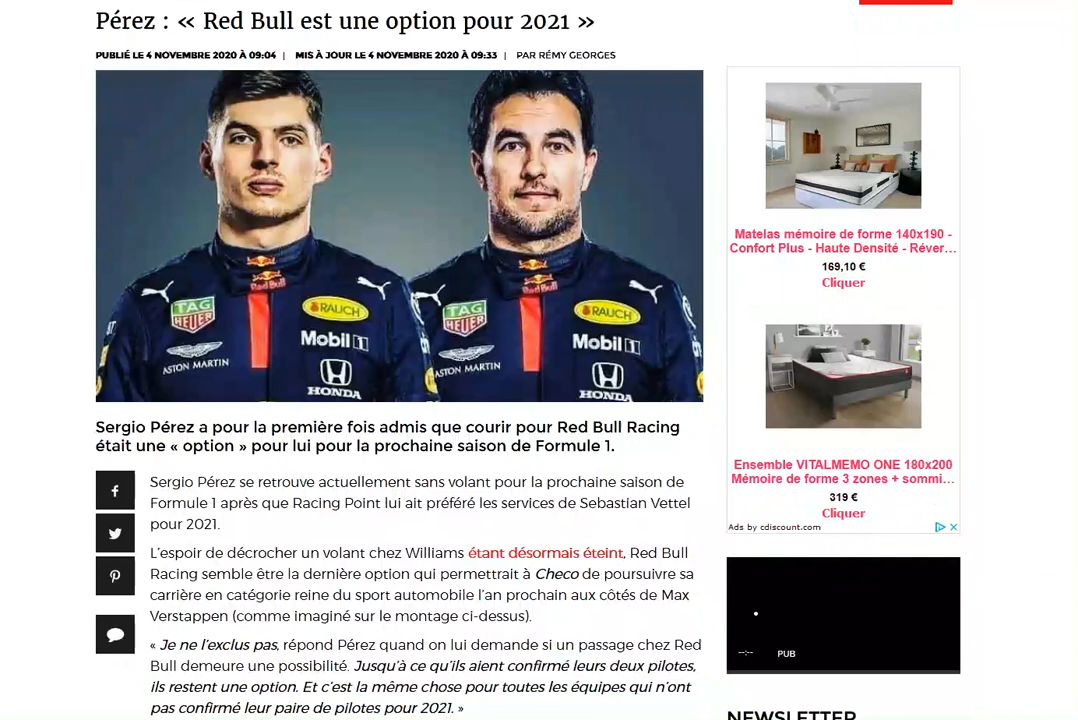 Pérez : « Red Bull est une option pour 2021 »
PUBLIÉ LE 4 NOVEMBRE 2020 À 09:04 | MIS À JOUR LE 4 NOVEMBRE 2020 À 09:33 | PAR RÉMY GEORGES
Red Bull
Red Bull
TAG HEUER
RAUCH
TAG HEUER
RAUCH
Mobil 1
Mobil 1
ASTON MARTIN
ASTON MARTIN
HONDA
HONDA
Sergio Pérez a pour la première fois admis que courir pour Red Bull Racing
était une « option » pour lui pour la prochaine saison de Formule 1.
Sergio Pérez se retrouve actuellement sans volant pour la prochaine saison de
Formule 1 après que Racing Point lui ait préféré les services de Sebastian Vettel
pour 2021.
L'espoir de décrocher un volant chez Williams étant désormais éteint, Red Bull
Racing semble être la dernière option qui permettrait à Checo de poursuivre sa
carrière en catégorie reine du sport automobile l'an prochain aux côtés de Max
Verstappen (comme imaginé sur le montage ci-dessus).
« Je ne l'exclus pas, répond Pérez quand on lui demande si un passage chez Red
Bull demeure une possibilité. Jusqu'à ce qu'ils aient confirmé leurs deux pilotes,
ils restent une option. Et c'est la même chose pour toutes les équipes qui n'ont
pas confirmé leur paire de pilotes pour 2021. »
Matelas mémoire de forme 140x190 -
Confort Plus - Haute Densité - Réver...
169,10 €
Cliquer
Ensemble VITALMEMO ONE 180x200
Mémoire de forme 3 zones + sommi...
319 €
Cliquer
Ads by cdiscount.com
--:-- PUB
NEWSLETTER